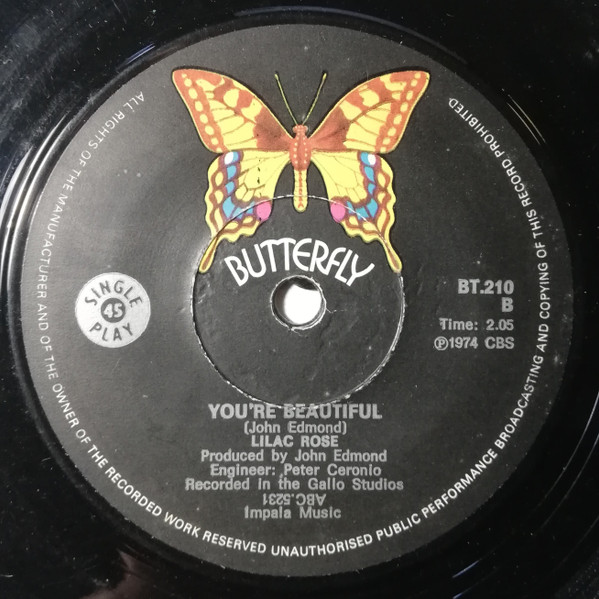 BUTTERFLY
SINGLE
45
PLAY
BT.210
B
Time: 2.05
Ⓟ1974 CBS
YOU'RE BEAUTIFUL
(John Edmond)
LILAC ROSE
Produced by John Edmond
Engineer: Peter Ceronio
Recorded in the Gallo Studios
ABC.5231
Impala Music
ALL RIGHTS OF THE MANUFACTURER AND OF THE OWNER OF THE RECORDED WORK RESERVED UNAUTHORISED PUBLIC PERFORMANCE BROADCASTING AND COPYING OF THIS RECORD PROHIBITED